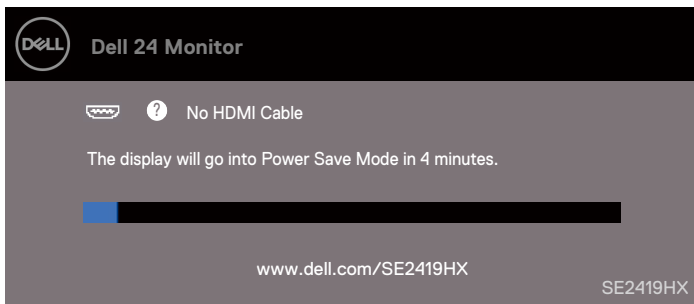 DELL
Dell 24 Monitor
? No HDMI Cable
The display will go into Power Save Mode in 4 minutes.
www.dell.com/SE2419HX
SE2419HX